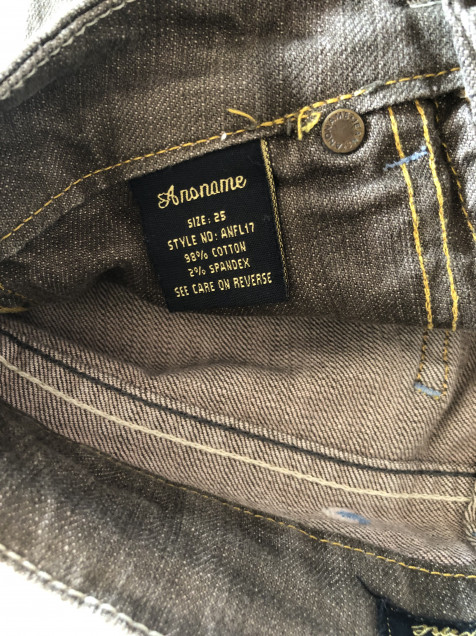 Anoname
SIZE: 25
STYLE NO: ANFL17
98% COTTON
2% SPANDEX
SEE CARE ON REVERSE